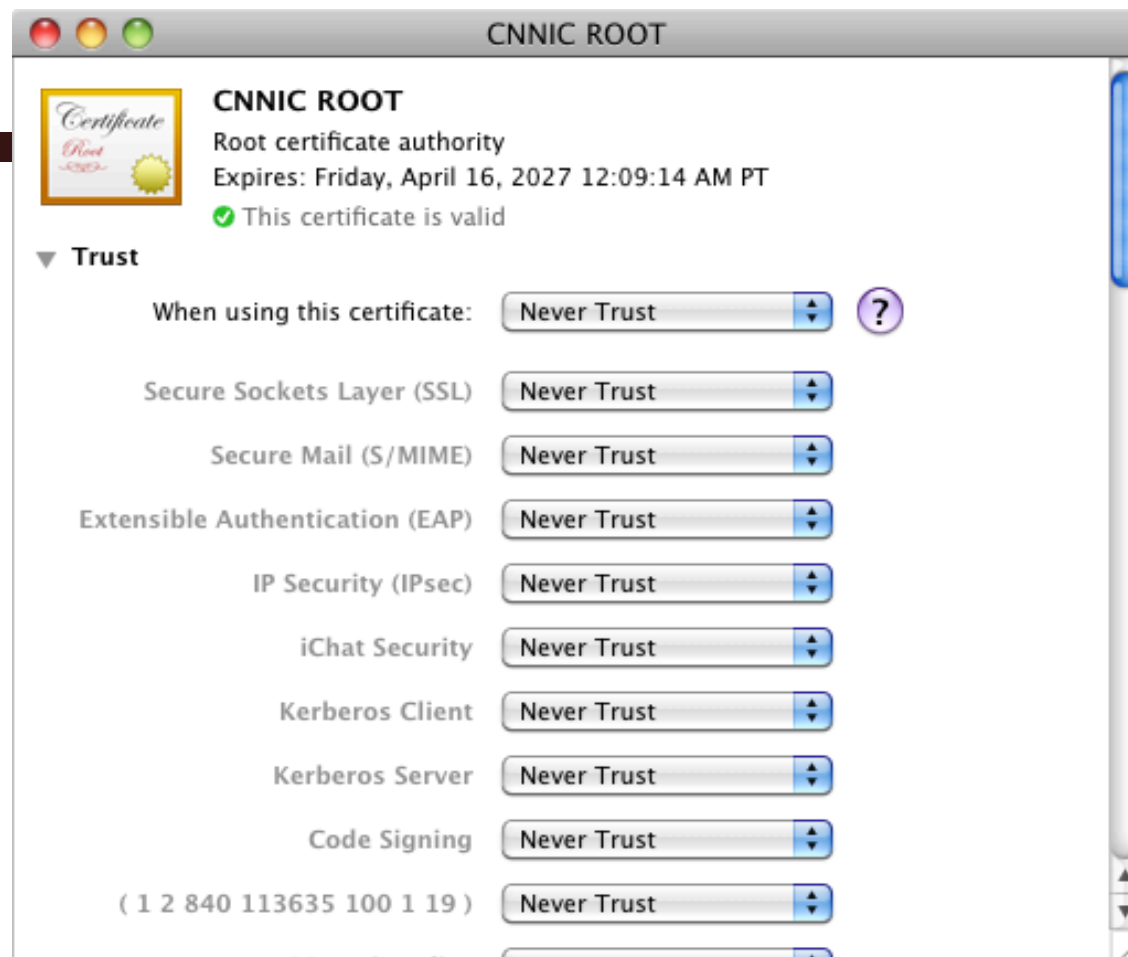 CNNIC ROOT
Certificate
Root
CNNIC ROOT
Root certificate authority
Expires: Friday, April 16, 2027 12:09:14 AM PT
This certificate is valid
Trust
When using this certificate: Never Trust ?
Secure Sockets Layer (SSL) Never Trust
Secure Mail (S/MIME) Never Trust
Extensible Authentication (EAP) Never Trust
IP Security (IPsec) Never Trust
iChat Security Never Trust
Kerberos Client Never Trust
Kerberos Server Never Trust
Code Signing Never Trust
( 1 2 840 113635 100 1 19 ) Never Trust